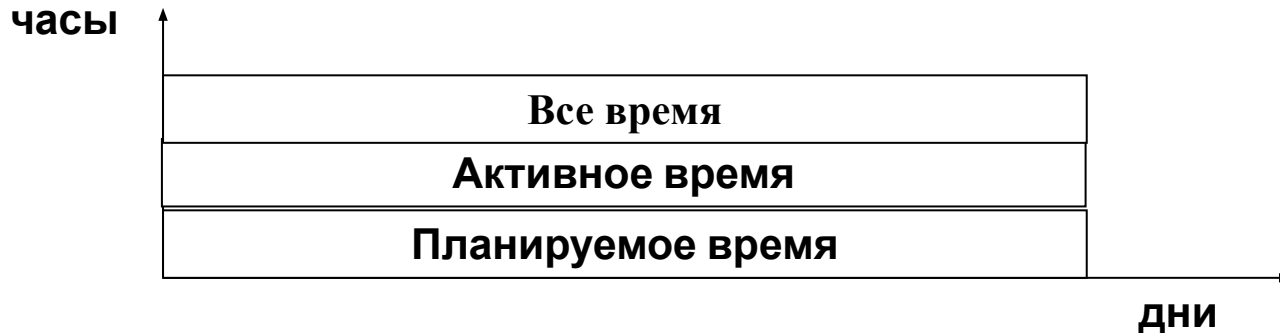 часы
Все время
Активное время
Планируемое время
дни